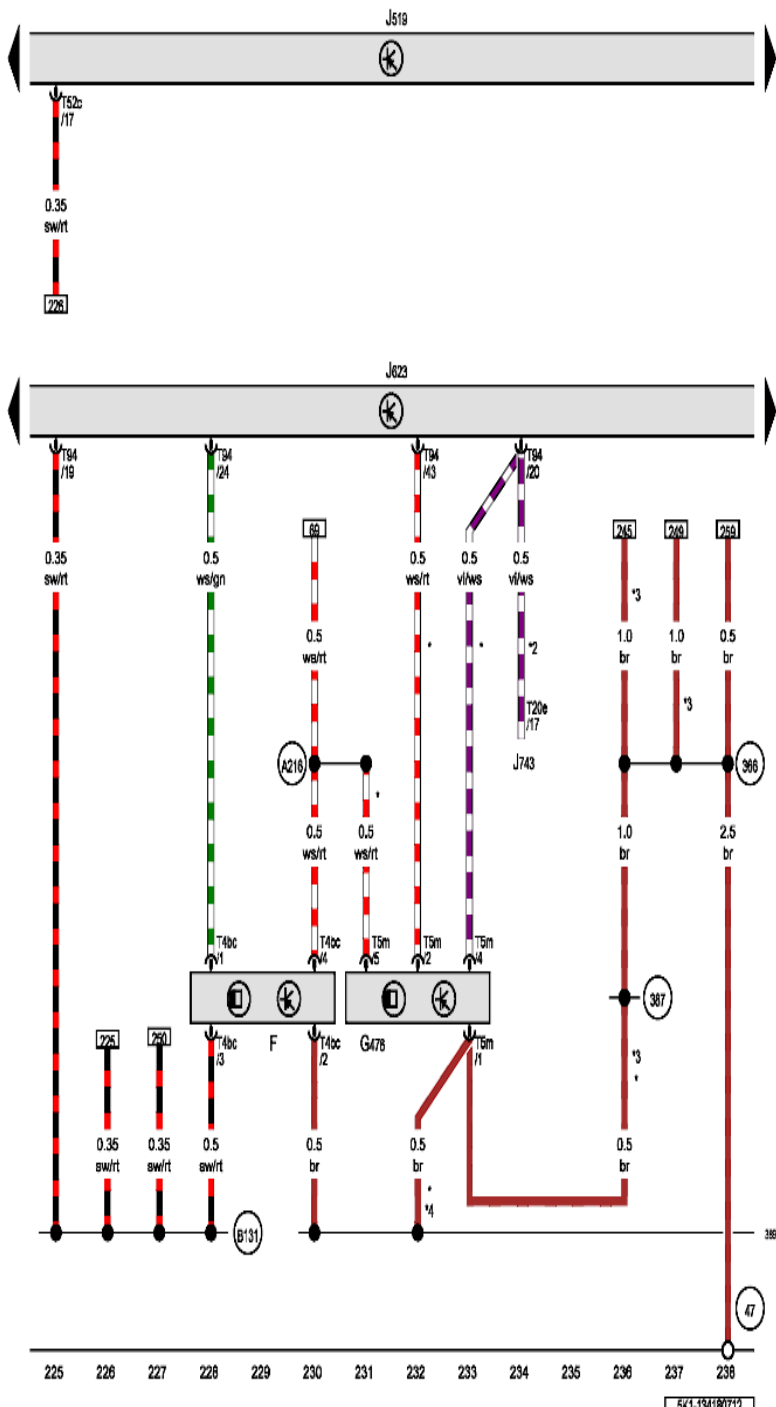 J519
T52c
/17
0.35
sw/rt
226
J623
T94
/19
T94
/24
T94
/43
T94
/20
69
245
249
259
0.35
sw/rt
0.5
ws/gn
0.5
ws/rt
0.5
vi/ws
0.5
vi/ws
*3
0.5
ws/rt
*
*
*2
1.0
br
1.0
br
0.5
br
*3
T20e
/17
J743
A216
366
*
0.5
ws/rt
0.5
ws/rt
1.0
br
2.5
br
T4bc
/1
T4bc
/4
T5m
/5
T5m
/2
T5m
/4
387
225
250
T4bc
/3
F
T4bc
/2
G476
T5m
/1
*3
*
0.35
sw/rt
0.35
sw/rt
0.5
sw/rt
0.5
br
0.5
br
0.5
br
*
*4
B131
389
47
225 226 227 228 229 230 231 232 233 234 235 236 237 238
5K1-134180712